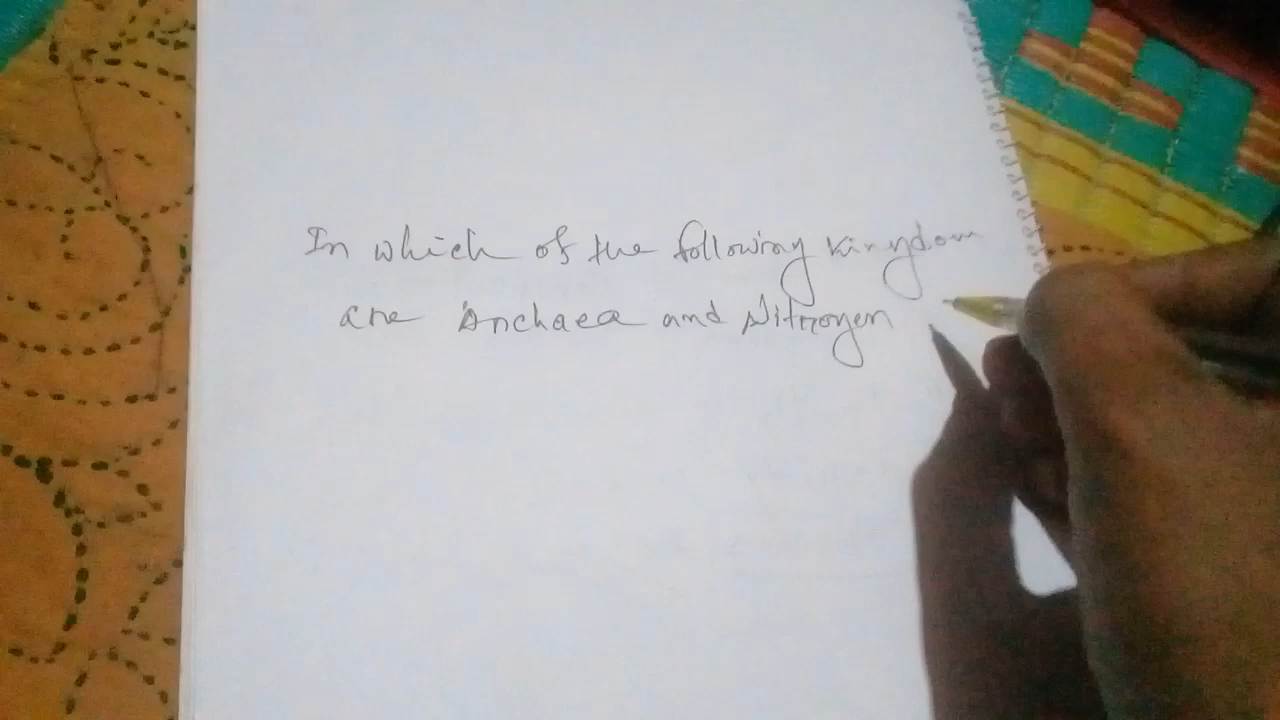 In which of the following kingdom
are Archaea and Nitrogen